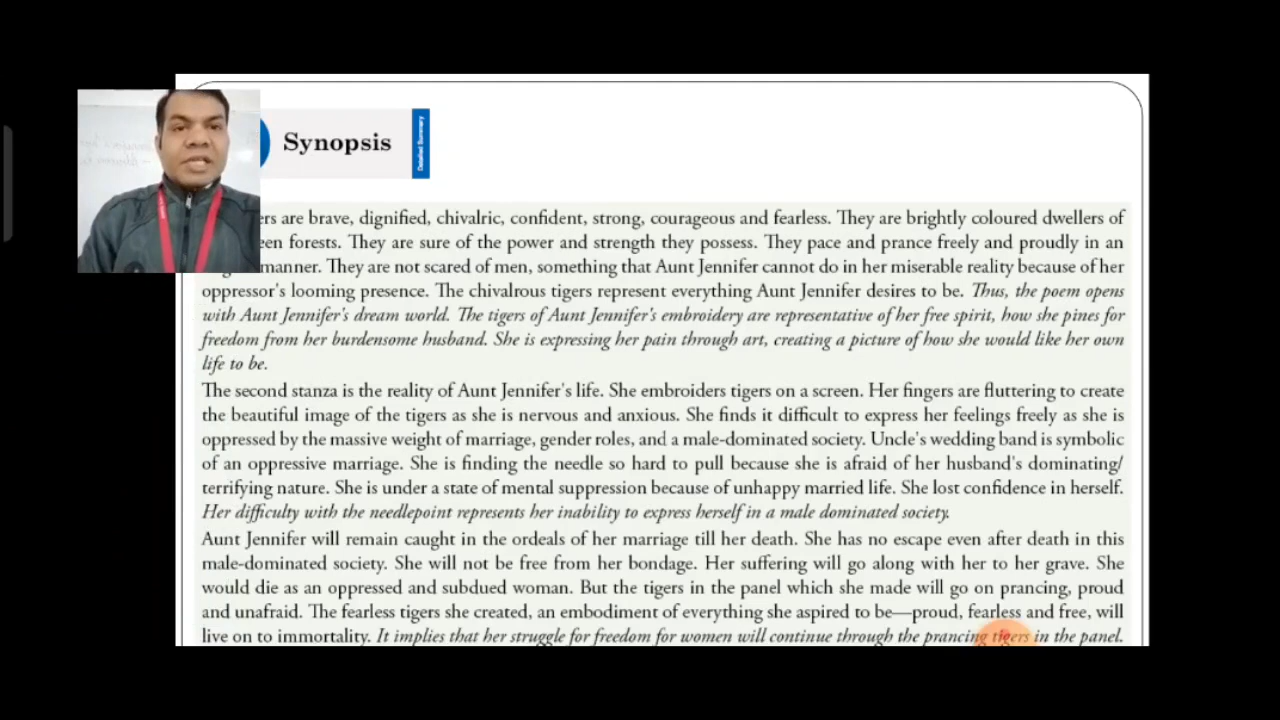 Synopsis
Detailed Summary
are brave, dignified, chivalric, confident, strong, courageous and fearless. They are brightly coloured dwellers of
forests. They are sure of the power and strength they possess. They pace and prance freely and proudly in an
manner. They are not scared of men, something that Aunt Jennifer cannot do in her miserable reality because of her
oppressor's looming presence. The chivalrous tigers represent everything Aunt Jennifer desires to be. Thus, the poem opens
with Aunt Jennifer's dream world. The tigers of Aunt Jennifer's embroidery are representative of her free spirit, how she pines for
freedom from her burdensome husband. She is expressing her pain through art, creating a picture of how she would like her own
life to be.
The second stanza is the reality of Aunt Jennifer's life. She embroiders tigers on a screen. Her fingers are fluttering to create
the beautiful image of the tigers as she is nervous and anxious. She finds it difficult to express her feelings freely as she is
oppressed by the massive weight of marriage, gender roles, and a male-dominated society. Uncle's wedding band is symbolic
of an oppressive marriage. She is finding the needle so hard to pull because she is afraid of her husband's dominating/
terrifying nature. She is under a state of mental suppression because of unhappy married life. She lost confidence in herself.
Her difficulty with the needlepoint represents her inability to express herself in a male dominated society.
Aunt Jennifer will remain caught in the ordeals of her marriage till her death. She has no escape even after death in this
male-dominated society. She will not be free from her bondage. Her suffering will go along with her to her grave. She
would die as an oppressed and subdued woman. But the tigers in the panel which she made will go on prancing, proud
and unafraid. The fearless tigers she created, an embodiment of everything she aspired to be—proud, fearless and free, will
live on to immortality. It implies that her struggle for freedom for women will continue through the prancing tigers in the panel.